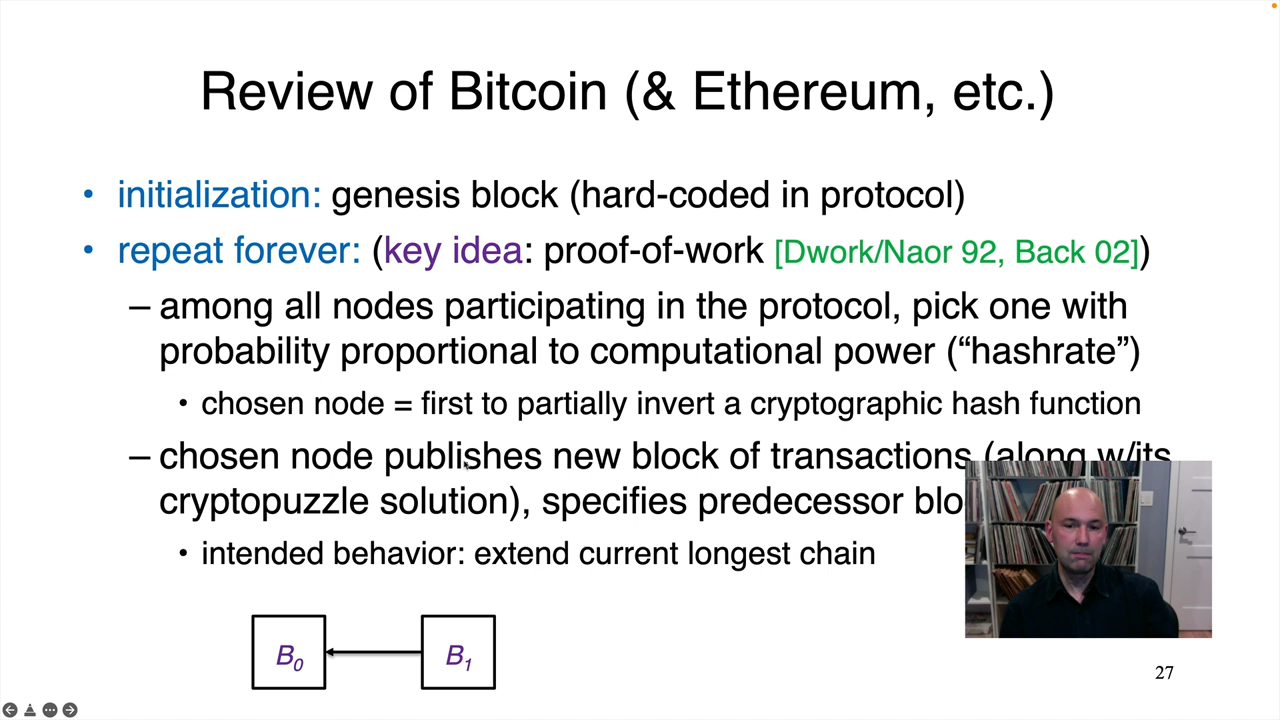 Review of Bitcoin (& Ethereum, etc.)
• initialization: genesis block (hard-coded in protocol)
• repeat forever: (key idea: proof-of-work [Dwork/Naor 92, Back 02])
– among all nodes participating in the protocol, pick one with
probability proportional to computational power (“hashrate”)
• chosen node = first to partially invert a cryptographic hash function
– chosen node publishes new block of transactions (along w/its
cryptopuzzle solution), specifies predecessor
• intended behavior: extend current longest chain
B0 B1
27